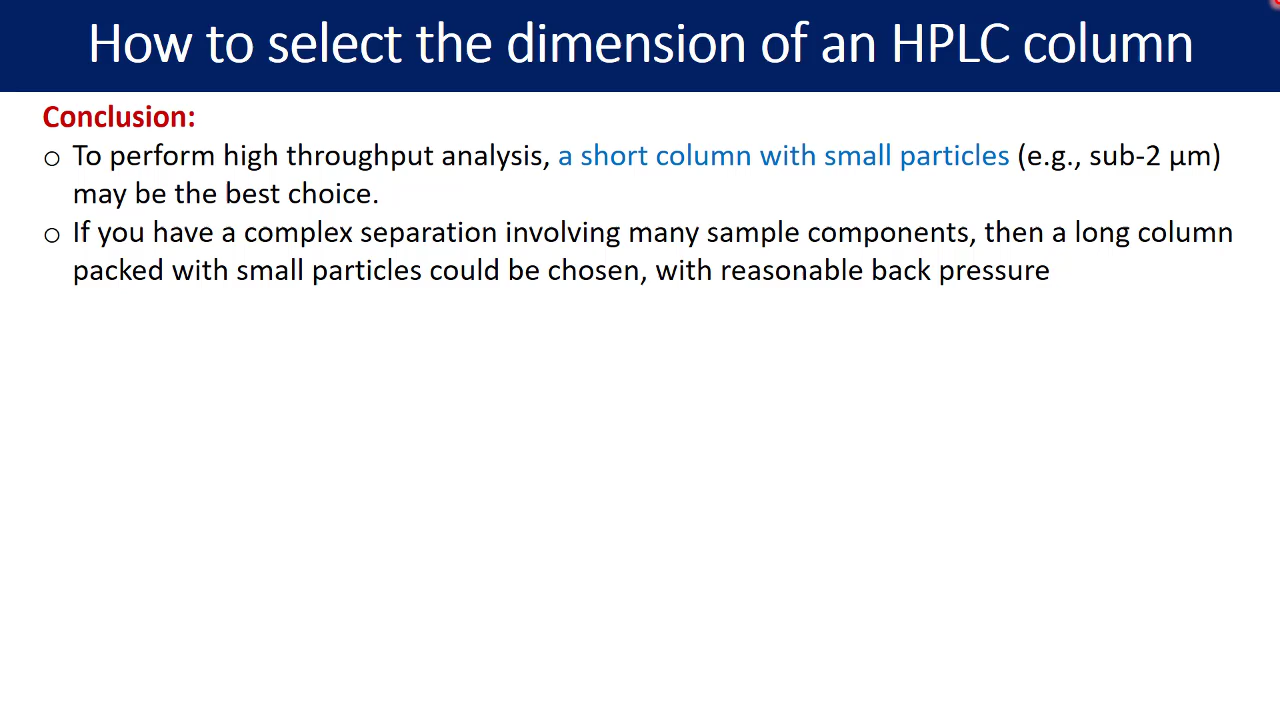 How to select the dimension of an HPLC column
Conclusion:
o To perform high throughput analysis, a short column with small particles (e.g., sub-2 µm)
may be the best choice.
o If you have a complex separation involving many sample components, then a long column
packed with small particles could be chosen, with reasonable back pressure